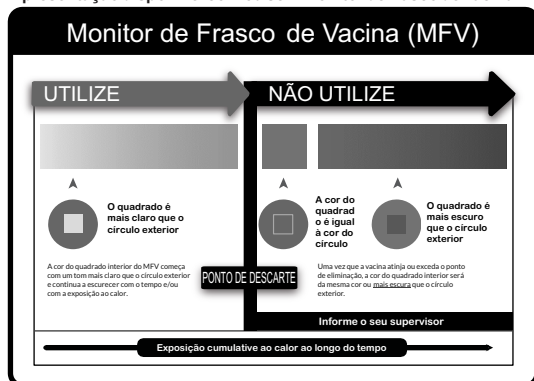 Monitor de Frasco de Vacina (MFV)
UTILIZE
NÃO UTILIZE
O quadrado é
mais claro que o
círculo exterior
A cor do
quadrad
o é igual
à cor do
círculo
O quadrado é
mais escuro
que o círculo
exterior
A cor do quadrado interior do MFV começa
com um tom mais claro que o círculo exterior
e continua a escurecer com o tempo e/ou
com a exposição ao calor.
PONTO DE DESCARTE
Uma vez que a vacina atinja ou exceda o ponto
de eliminação, a cor do quadrado interior será
da mesma cor ou mais escura que o círculo
exterior.
Informe o seu supervisor
Exposição cumulative ao calor ao longo do tempo